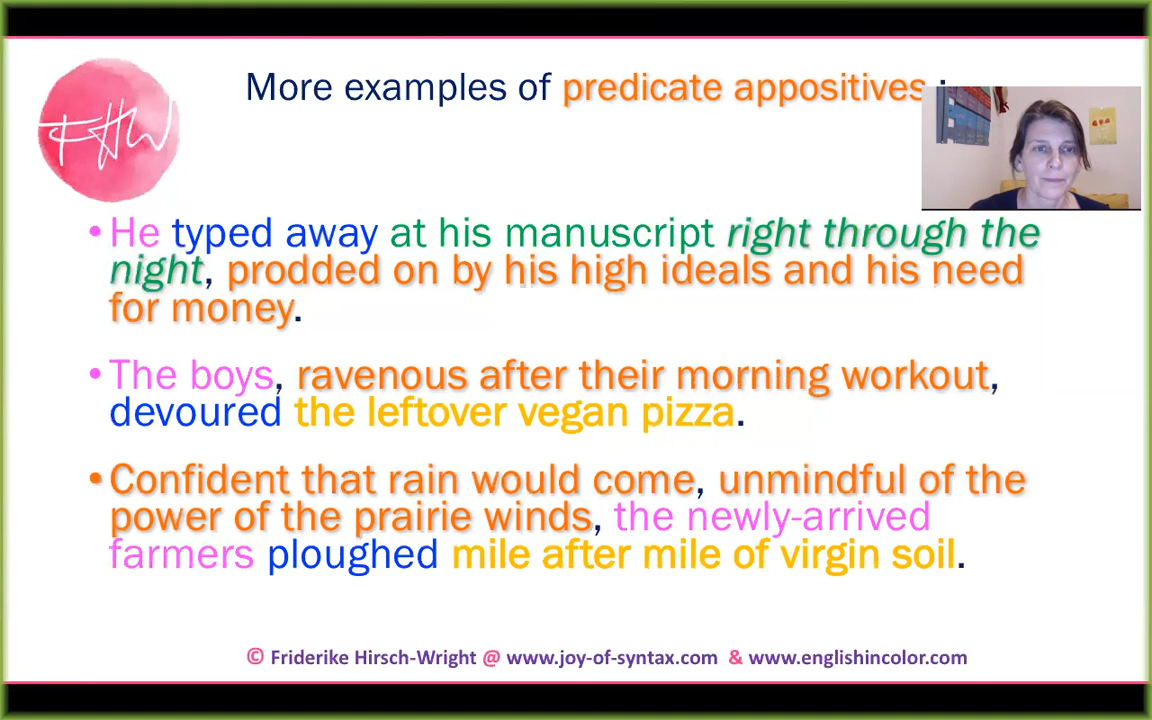 More examples of predicate appositives :
FHW
• He typed away at his manuscript right through the
night, prodded on by his high ideals and his need
for money.
• The boys, ravenous after their morning workout,
devoured the leftover vegan pizza.
• Confident that rain would come, unmindful of the
power of the prairie winds, the newly-arrived
farmers ploughed mile after mile of virgin soil.
© Friderike Hirsch-Wright @ www.joy-of-syntax.com & www.englishincolor.com